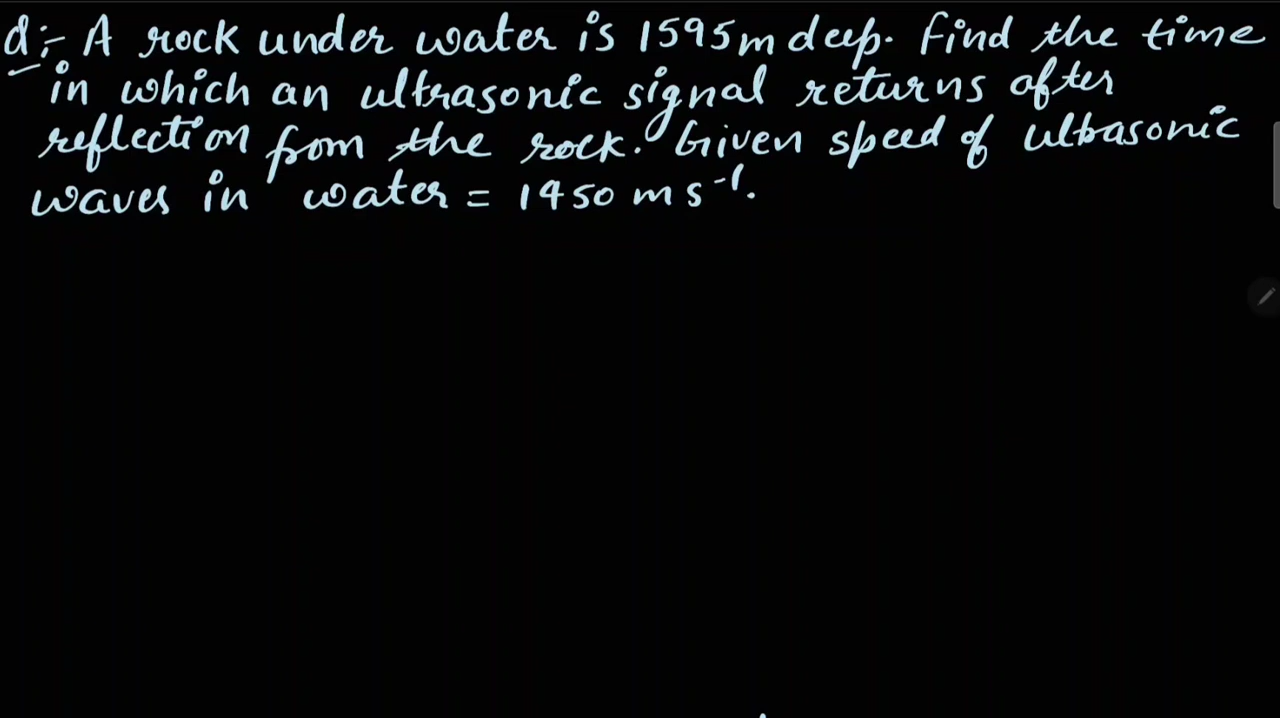 Q:- A rock under water is 1595m deep. Find the time
in which an ultrasonic signal returns after
reflection from the rock. Given speed of ultrasonic
waves in water = 1450 m s⁻¹.